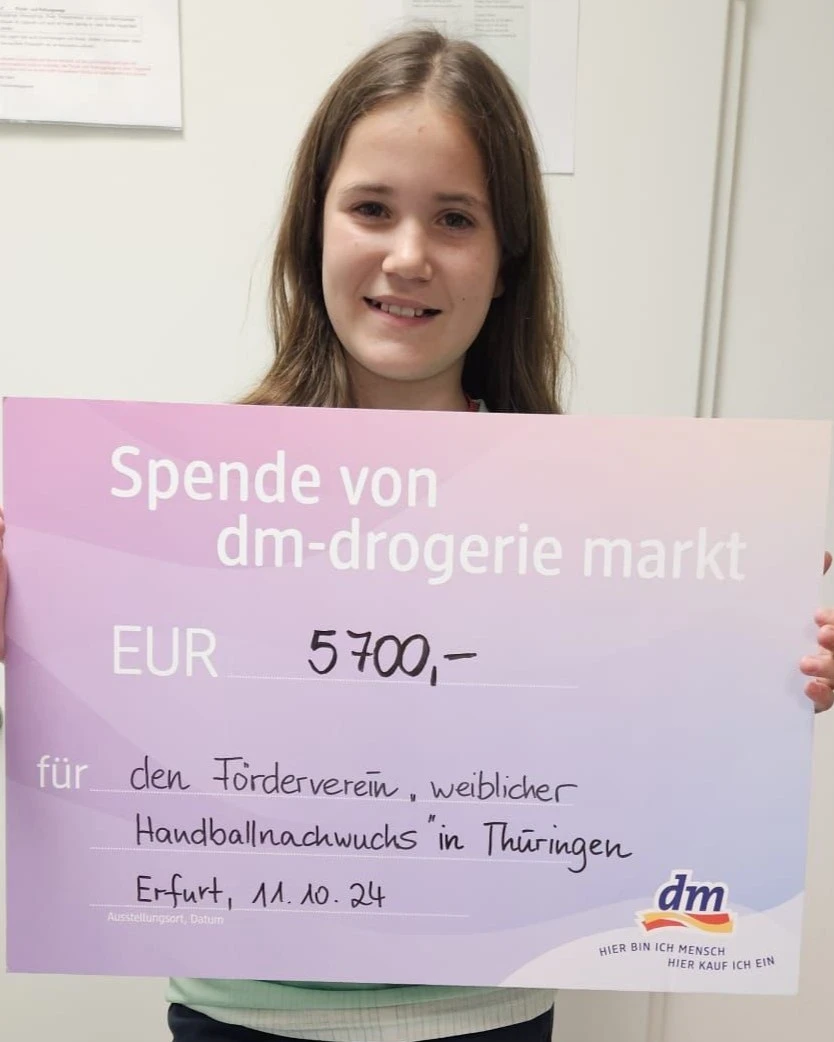 Spende von
dm-drogerie markt
EUR 5700,-
für den Förderverein „weiblicher
Handballnachwuchs" in Thüringen
Erfurt, 11.10.24
Ausstellungsort, Datum
dm
HIER BIN ICH MENSCH
HIER KAUF ICH EIN